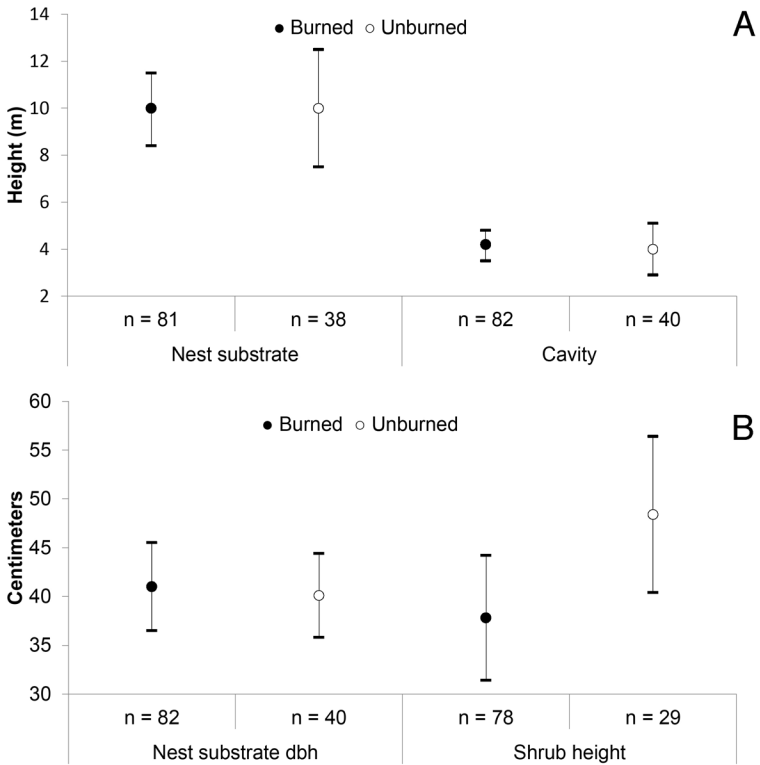 A
● Burned ○ Unburned
Height (m)
14
12
10
8
6
4
2
n = 81 n = 38 n = 82 n = 40
Nest substrate Cavity
B
● Burned ○ Unburned
Centimeters
60
55
50
45
40
35
30
n = 82 n = 40 n = 78 n = 29
Nest substrate dbh Shrub height